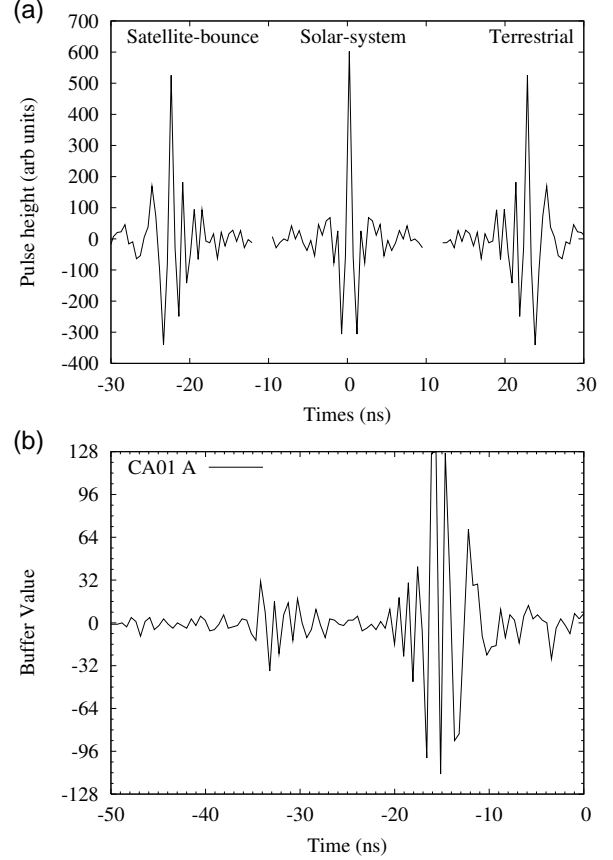 (a)
700
600
500
400
300
200
100
0
-100
-200
-300
-400
Pulse height (arb units)
Satellite-bounce Solar-system Terrestrial
-30 -20 -10 0 10 20 30
Times (ns)
(b)
128
96
64
32
0
-32
-64
-96
-128
Buffer Value
CA01 A
-50 -40 -30 -20 -10 0
Time (ns)